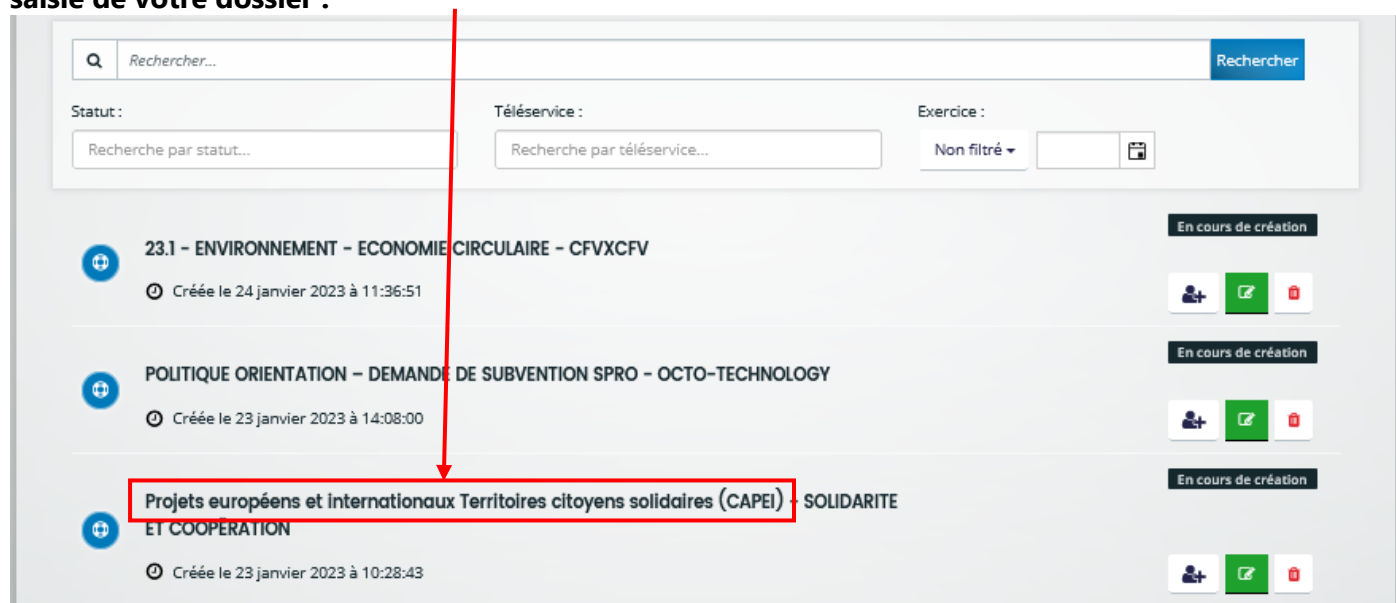 saisie de votre dossier :
Rechercher...
Rechercher
Statut :
Téléservice :
Exercice :
Recherche par statut...
Recherche par téléservice...
Non filtré
En cours de création
23.1 - ENVIRONNEMENT - ECONOMIE CIRCULAIRE - CFVXCFV
Créée le 24 janvier 2023 à 11:36:51
En cours de création
POLITIQUE ORIENTATION – DEMANDE DE SUBVENTION SPRO - OCTO-TECHNOLOGY
Créée le 23 janvier 2023 à 14:08:00
En cours de création
Projets européens et internationaux Territoires citoyens solidaires (CAPEI) - SOLIDARITE
ET COOPÉRATION
Créée le 23 janvier 2023 à 10:28:43